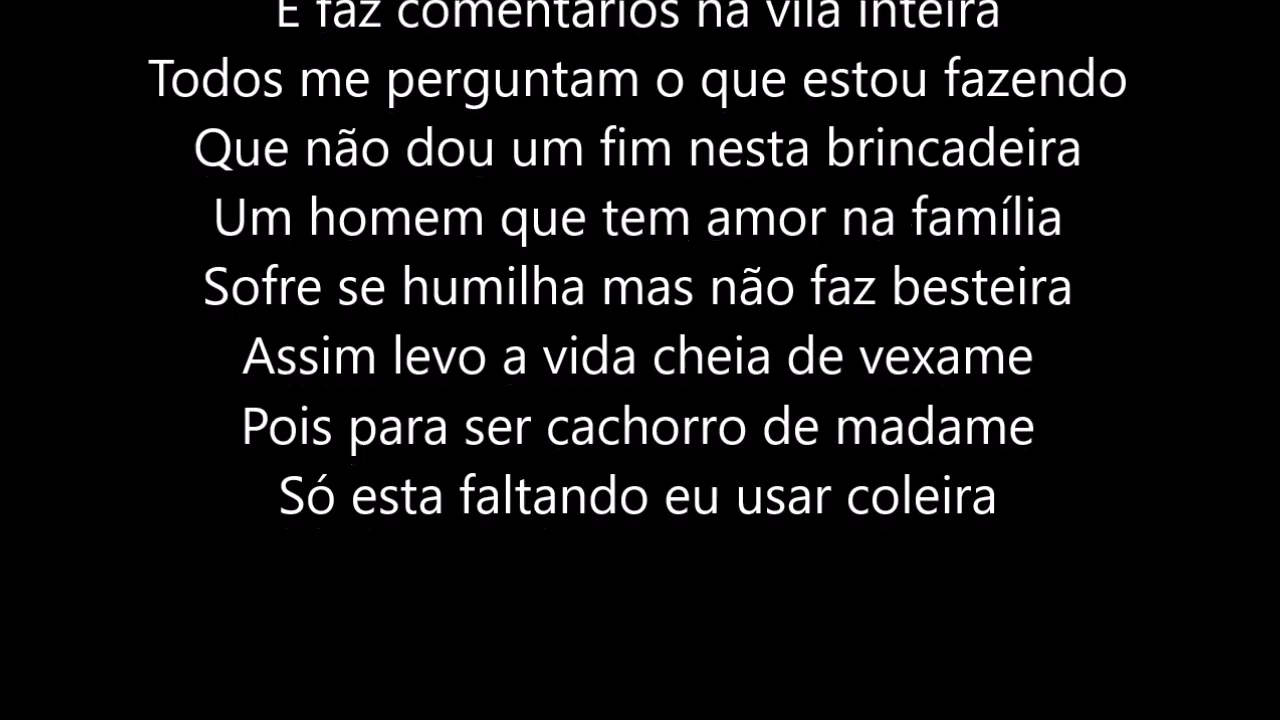 E faz comentários na vila inteira
Todos me perguntam o que estou fazendo
Que não dou um fim nesta brincadeira
Um homem que tem amor na família
Sofre se humilha mas não faz besteira
Assim levo a vida cheia de vexame
Pois para ser cachorro de madame
Só esta faltando eu usar coleira